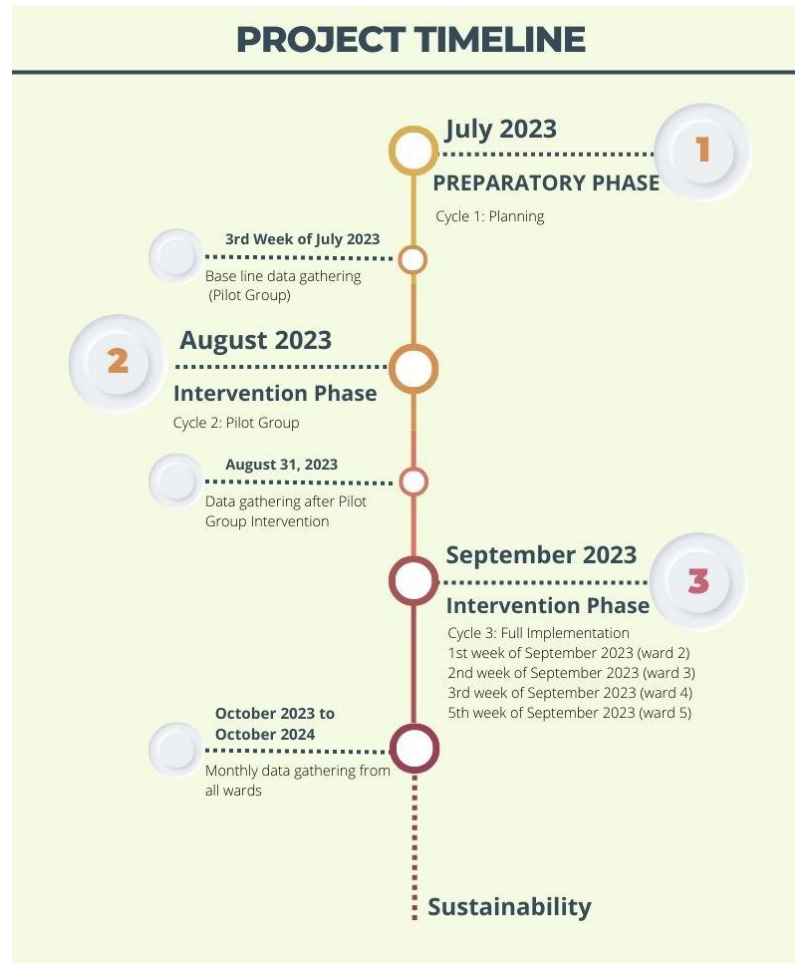 PROJECT TIMELINE
July 2023
1
PREPARATORY PHASE
Cycle 1: Planning
3rd Week of July 2023
Base line data gathering
(Pilot Group)
August 2023
2
Intervention Phase
Cycle 2: Pilot Group
August 31, 2023
Data gathering after Pilot
Group Intervention
September 2023
3
Intervention Phase
Cycle 3: Full Implementation
1st week of September 2023 (ward 2)
2nd week of September 2023 (ward 3)
3rd week of September 2023 (ward 4)
5th week of September 2023 (ward 5)
October 2023 to
October 2024
Monthly data gathering from
all wards
Sustainability